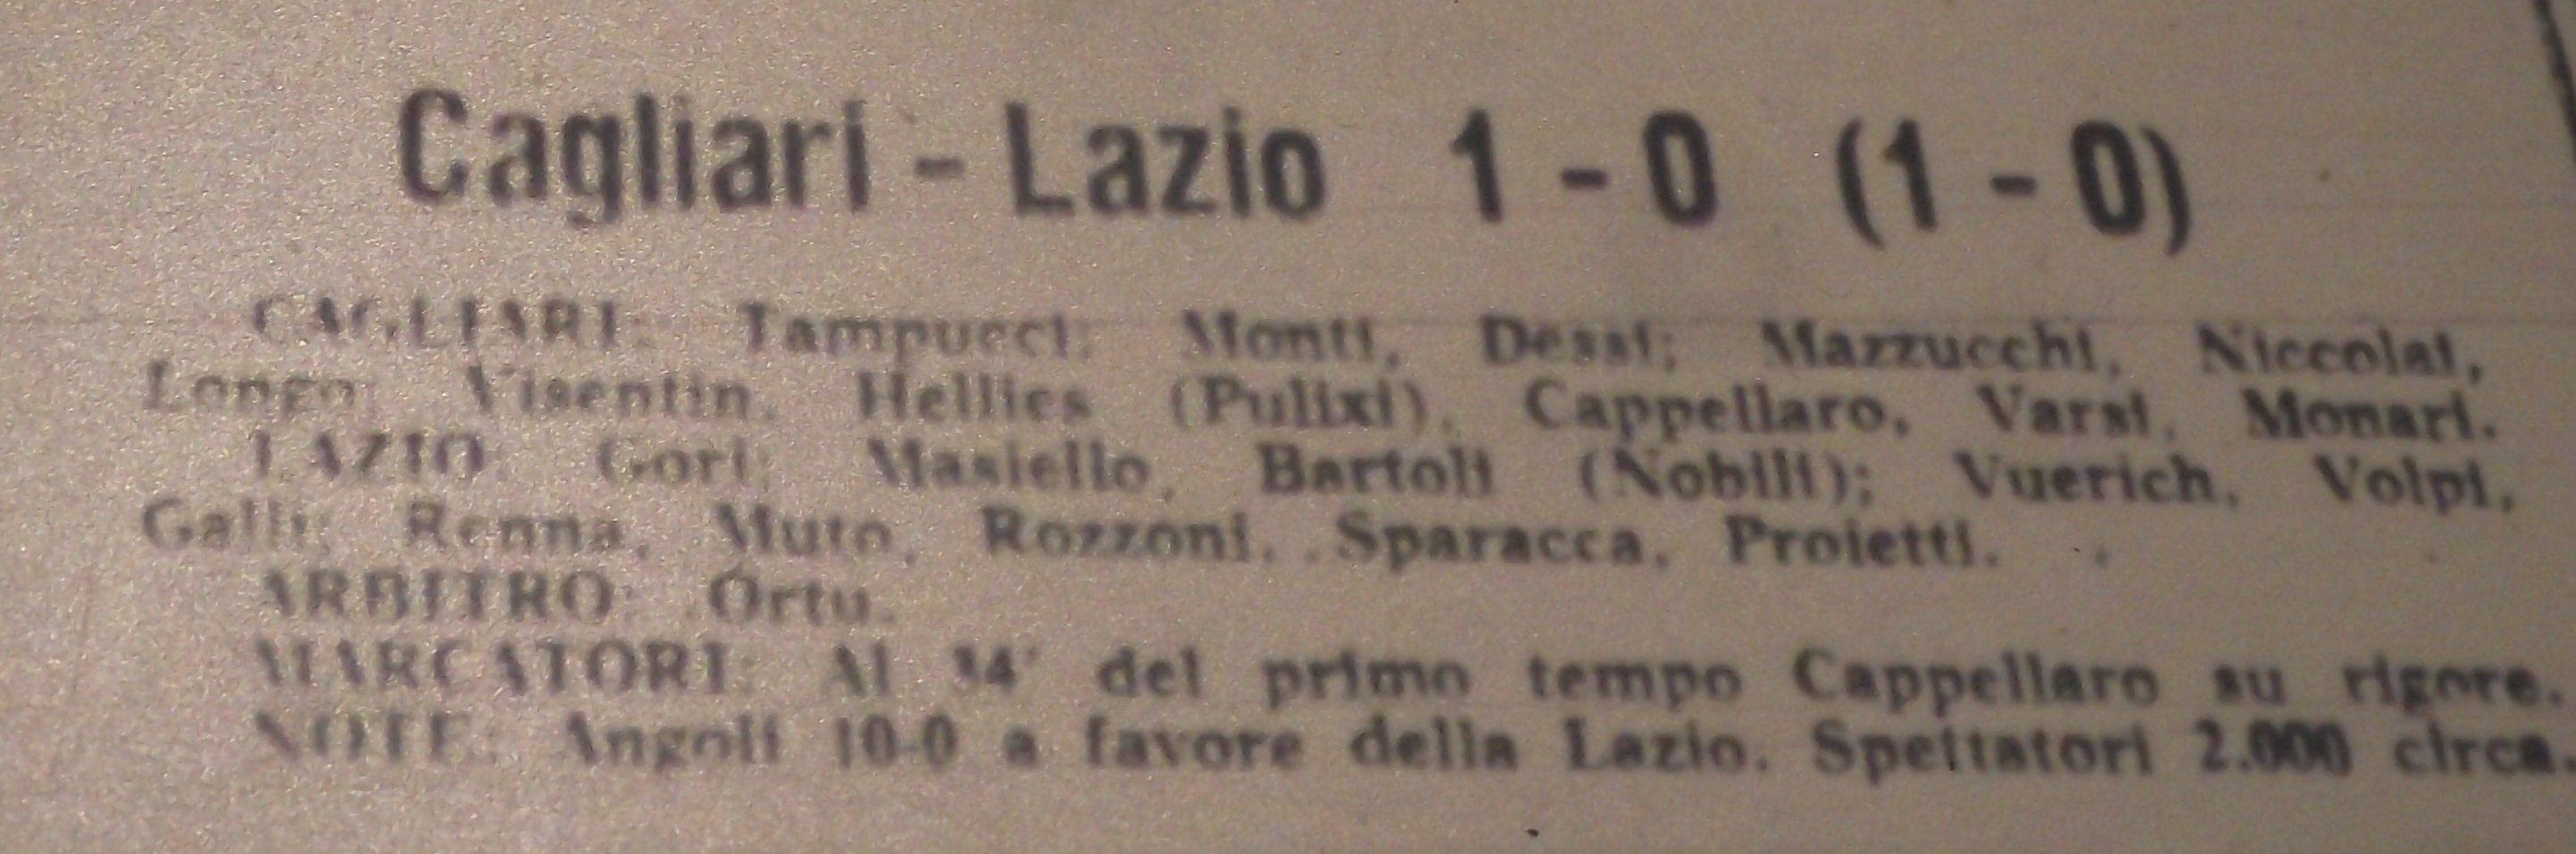 Cagliari - Lazio 1 - 0 (1 - 0)
CAGLIARI: Tampucci; Monti, Dessi; Mazzucchi, Niccolai,
Longo; Visentin, Hellies (Pulixi), Cappellaro, Varsi, Monari.
LAZIO: Gori; Masiello, Bartoli (Nobili); Vuerich, Volpi,
Galli; Renna, Muto, Rozzoni, Sparacca, Proietti.
ARBITRO: Ortu.
MARCATORI: Al 34' del primo tempo Cappellaro su rigore.
NOTE: Angoli 10-0 a favore della Lazio. Spettatori 2.000 circa.